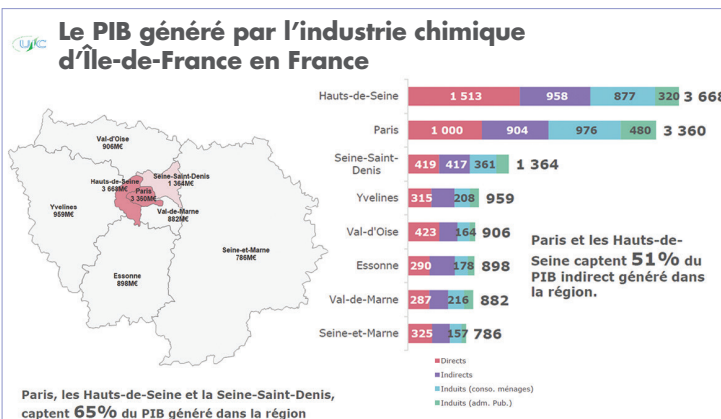 UIC
Le PIB généré par l'industrie chimique
d'Île-de-France en France
Val-d'Oise
906M€
Hauts-de-Seine
3 668M€
Seine-Saint-Denis
1 364M€
Paris
3 350M€
Yvelines
959M€
Val-de-Marne
882M€
Seine-et-Marne
786M€
Essonne
898M€
Paris, les Hauts-de-Seine et la Seine-Saint-Denis,
captent 65% du PIB généré dans la région
Hauts-de-Seine 1 513 958 877 320 3 668
Paris 1 000 904 976 480 3 360
Seine-Saint-
Denis 419 417 361 1 364
Yvelines 315 208 959
Val-d'Oise 423 164 906
Essonne 290 178 898
Val-de-Marne 287 216 882
Seine-et-Marne 325 157 786
Paris et les Hauts-de-
Seine captent 51% du
PIB indirect généré dans
la région.
Directs
Indirects
Induits (conso. ménages)
Induits (adm. Pub.)